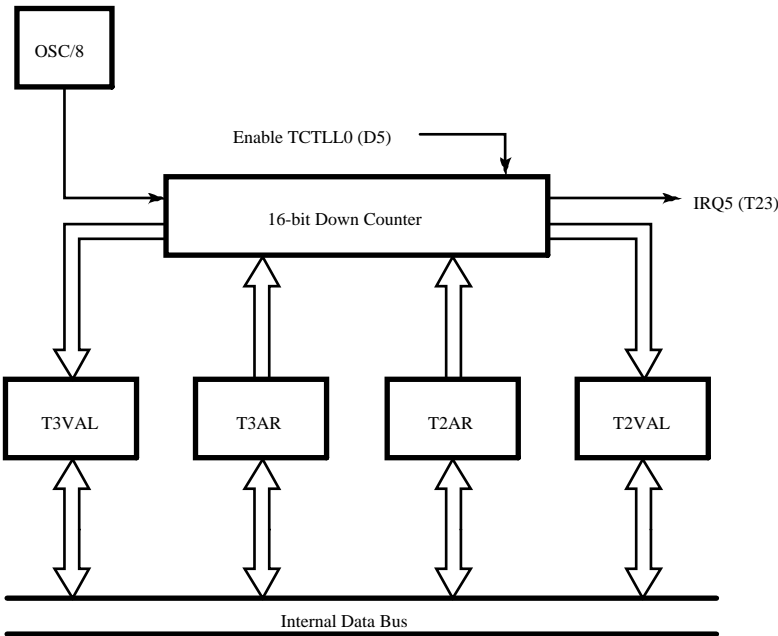 OSC/8
Enable TCTLL0 (D5)
16-bit Down Counter
IRQ5 (T23)
T3VAL
T3AR
T2AR
T2VAL
Internal Data Bus